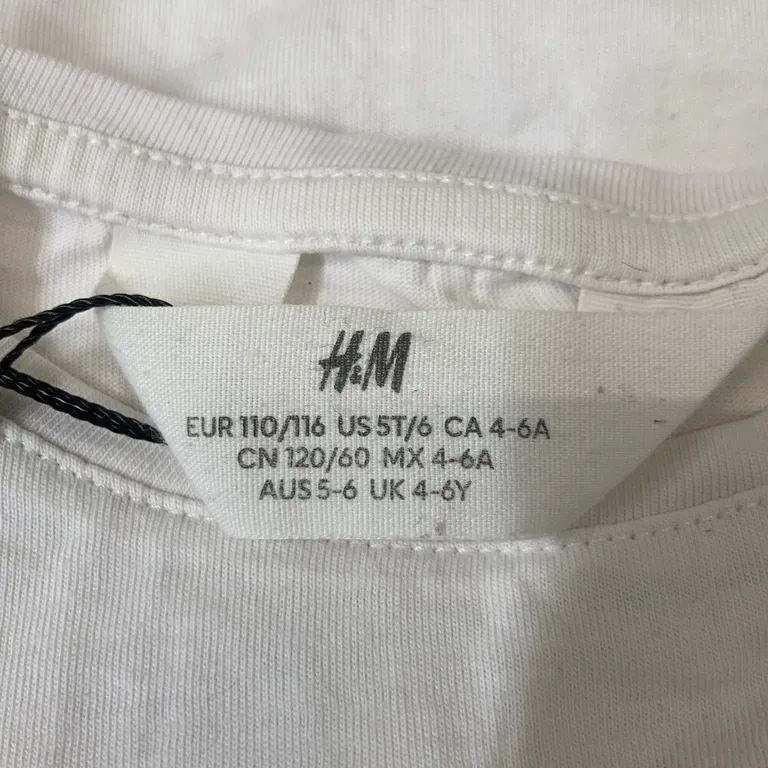 H&M
EUR 110/116 US 5T/6 CA 4-6A
CN 120/60 MX 4-6A
AUS 5-6 UK 4-6Y